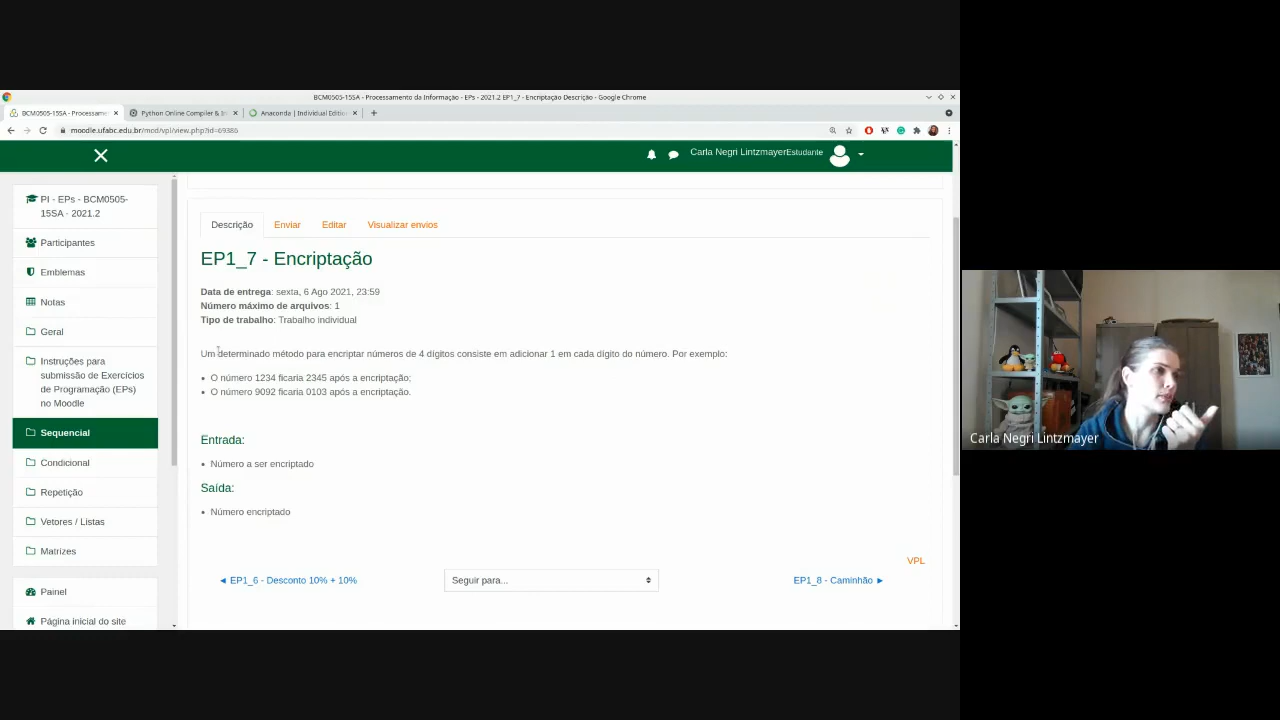 BCM0505-15SA - Processamento da Informação - EPs - 2021.2 EP1_7 - Encriptação Descrição - Google Chrome
BCM0505-15SA - Processame
Python Online Compiler & In
Anaconda | Individual Edition
moodle.ufabc.edu.br/mod/vpl/view.php?id=69386
Carla Negri LintzmayerEstudante
PI - EPs - BCM0505-
15SA - 2021.2
Participantes
Emblemas
Notas
Geral
Instruções para
submissão de Exercícios
de Programação (EPs)
no Moodle
Sequencial
Condicional
Repetição
Vetores / Listas
Matrizes
Painel
Página inicial do site
Descrição
Enviar
Editar
Visualizar envios
EP1_7 - Encriptação
Data de entrega: sexta, 6 Ago 2021, 23:59
Número máximo de arquivos: 1
Tipo de trabalho: Trabalho individual
Um determinado método para encriptar números de 4 dígitos consiste em adicionar 1 em cada dígito do número. Por exemplo:
• O número 1234 ficaria 2345 após a encriptação;
• O número 9092 ficaria 0103 após a encriptação.
Entrada:
• Número a ser encriptado
Saída:
• Número encriptado
VPL
◄ EP1_6 - Desconto 10% + 10%
Seguir para...
EP1_8 - Caminhão ►
Carla Negri Lintzmayer